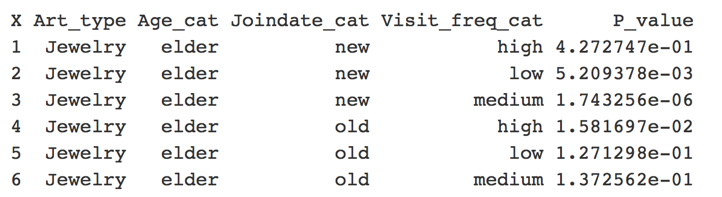 X Art_type Age_cat Joindate_cat Visit_freq_cat P_value
1 Jewelry elder new high 4.272747e-01
2 Jewelry elder new low 5.209378e-03
3 Jewelry elder new medium 1.743256e-06
4 Jewelry elder old high 1.581697e-02
5 Jewelry elder old low 1.271298e-01
6 Jewelry elder old medium 1.372562e-01